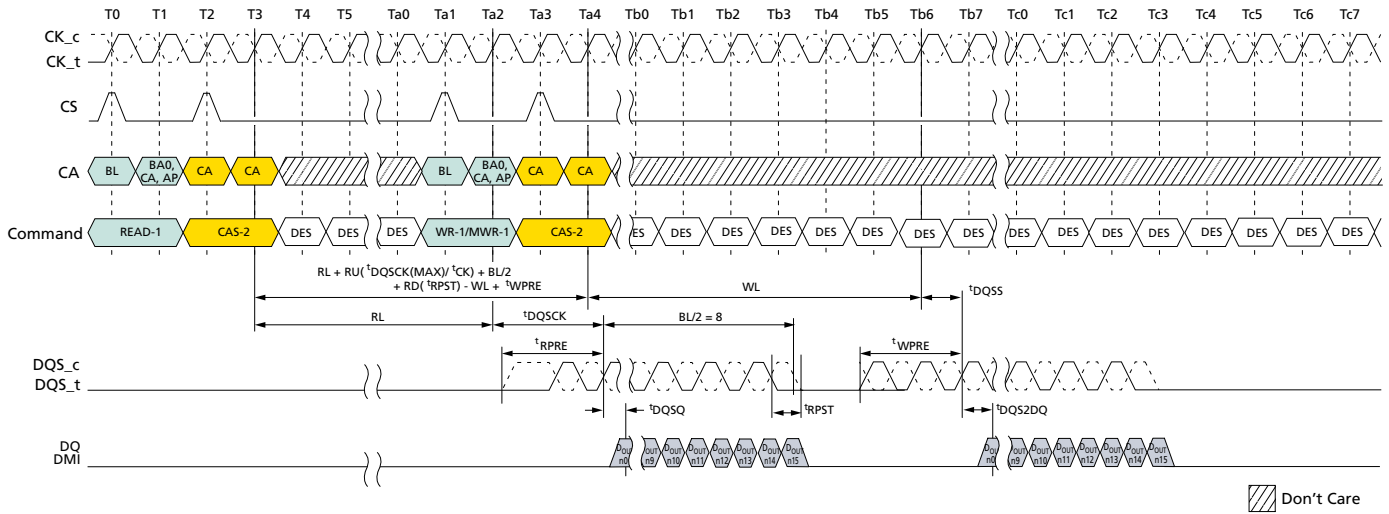 T0 T1 T2 T3 T4 T5 Ta0 Ta1 Ta2 Ta3 Ta4 Tb0 Tb1 Tb2 Tb3 Tb4 Tb5 Tb6 Tb7 Tc0 Tc1 Tc2 Tc3 Tc4 Tc5 Tc6 Tc7
CK_c
CK_t
CS
CA BL BA0, CA, AP CA CA BL BA0, CA, AP CA CA
Command READ-1 CAS-2 DES DES DES WR-1/MWR-1 CAS-2 ES DES DES DES DES DES DES DES DES DES DES DES DES DES DES DES
RL + RU( tDQSCK(MAX)/ tCK) + BL/2
+ RD( tRPST) - WL + tWPRE
WL
tDQSS
RL
tDQSCK
BL/2 = 8
tRPRE
tWPRE
DQS_c
DQS_t
tDQSQ
tRPST
tDQS2DQ
DQ
DMI
DOUT n0 DOUT n9 DOUT n10 DOUT n11 DOUT n12 DOUT n13 DOUT n14 DOUT n15 DOUT n0 DOUT n9 DOUT n10 DOUT n11 DOUT n12 DOUT n13 DOUT n14 DOUT n15
Don't Care